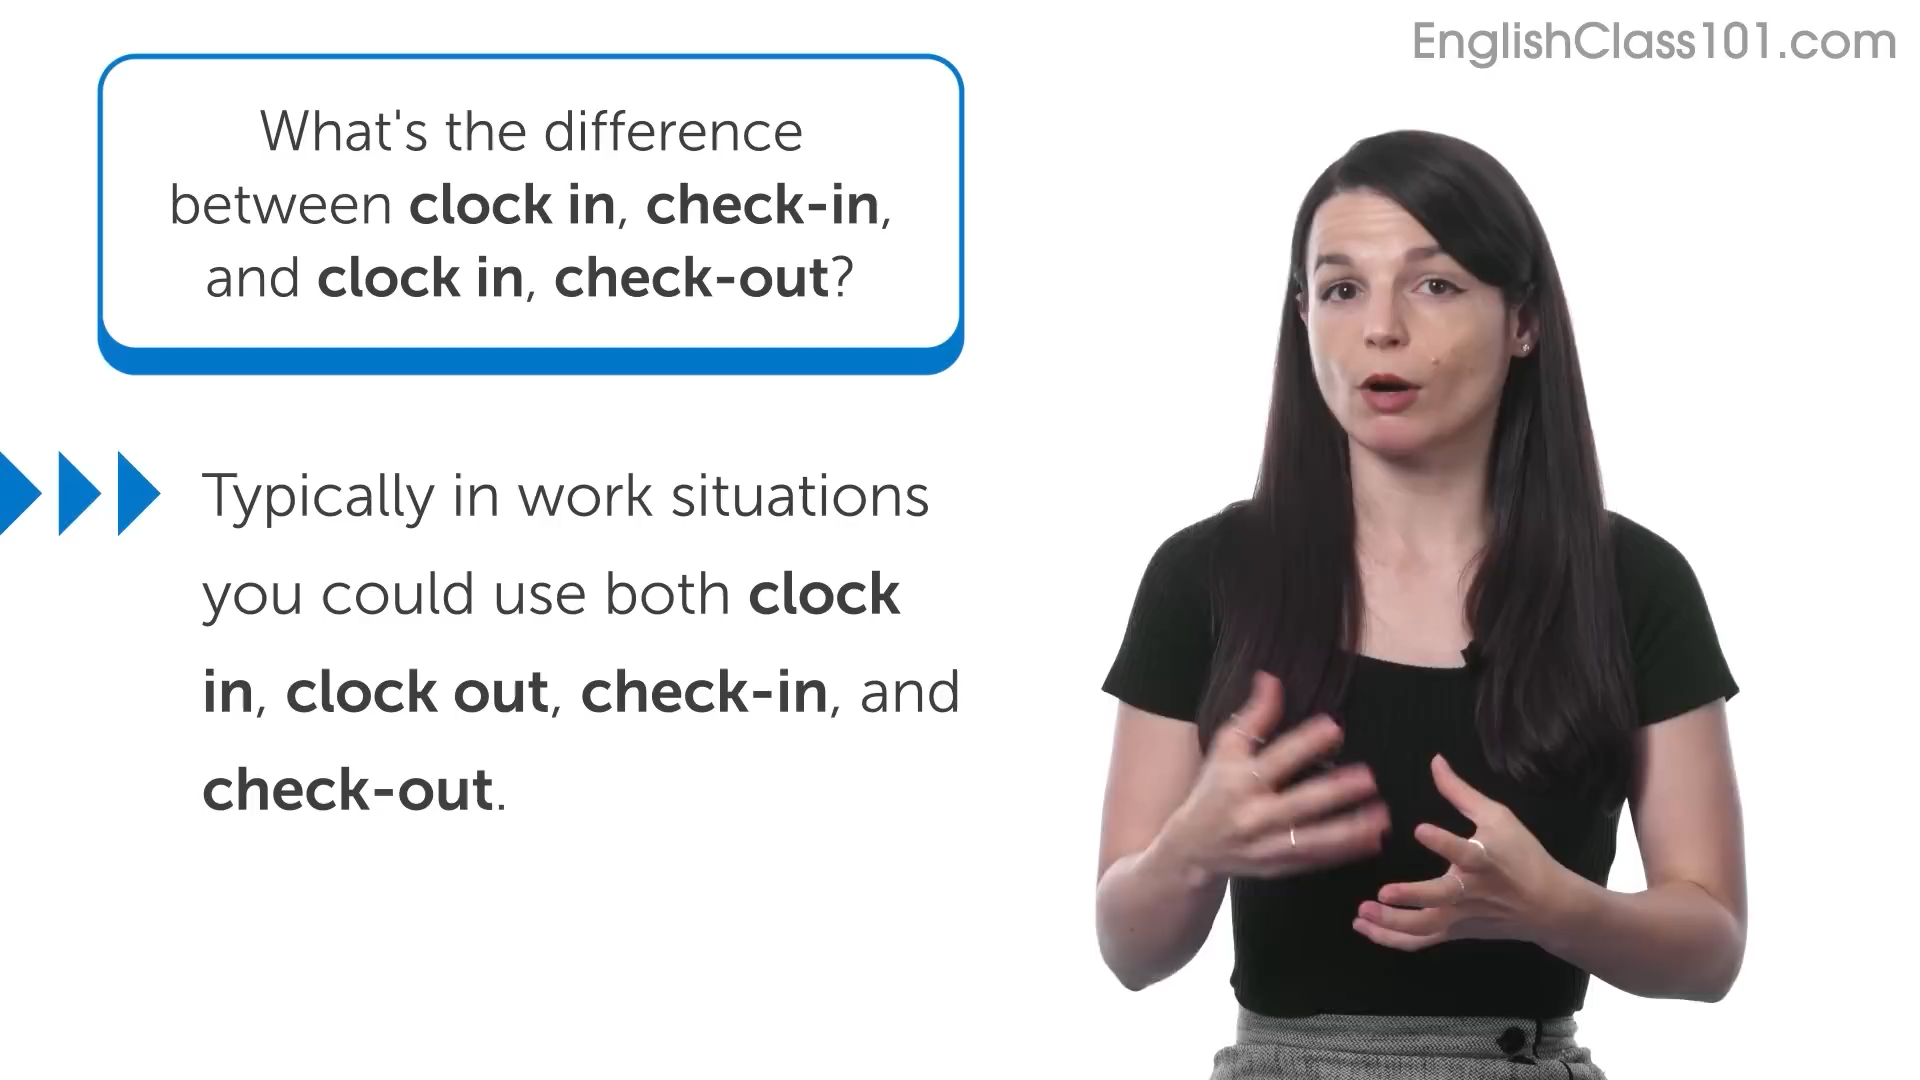 EnglishClass101.com
What's the difference
between clock in, check-in,
and clock in, check-out?
Typically in work situations
you could use both clock
in, clock out, check-in, and
check-out.